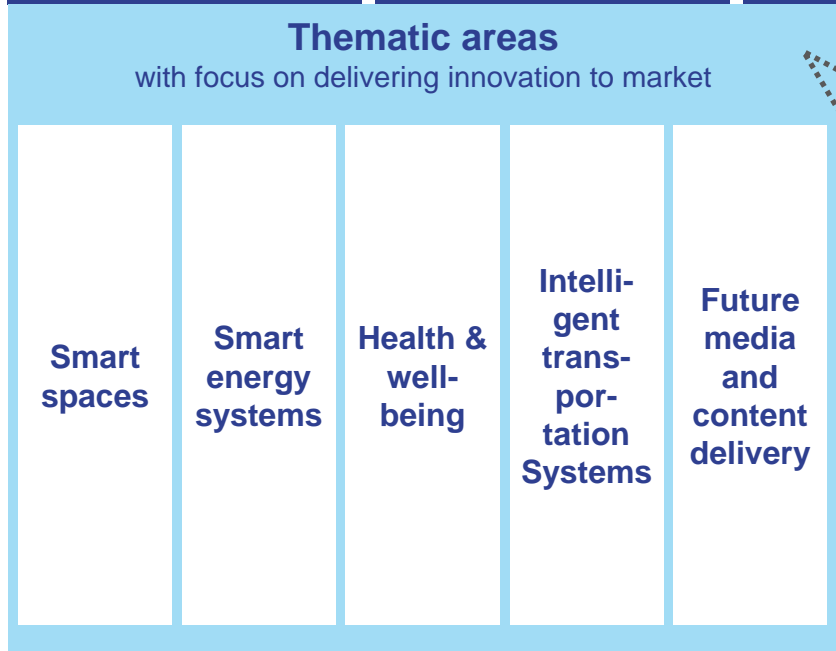 Thematic areas
with focus on delivering innovation to market
Smart
spaces
Smart
energy
systems
Health &
well-
being
Intelli-
gent
trans-
por-
tation
Systems
Future
media
and
content
delivery